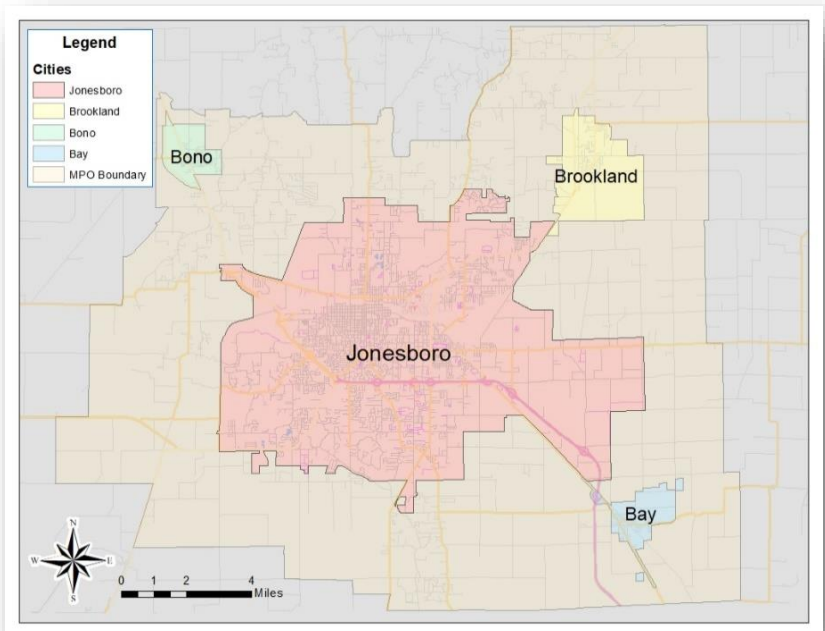 Legend
Cities
Jonesboro
Brookland
Bono
Bay
MPO Boundary
Bono
Brookland
Jonesboro
Bay
N
W E
S
0 1 2 4
Miles